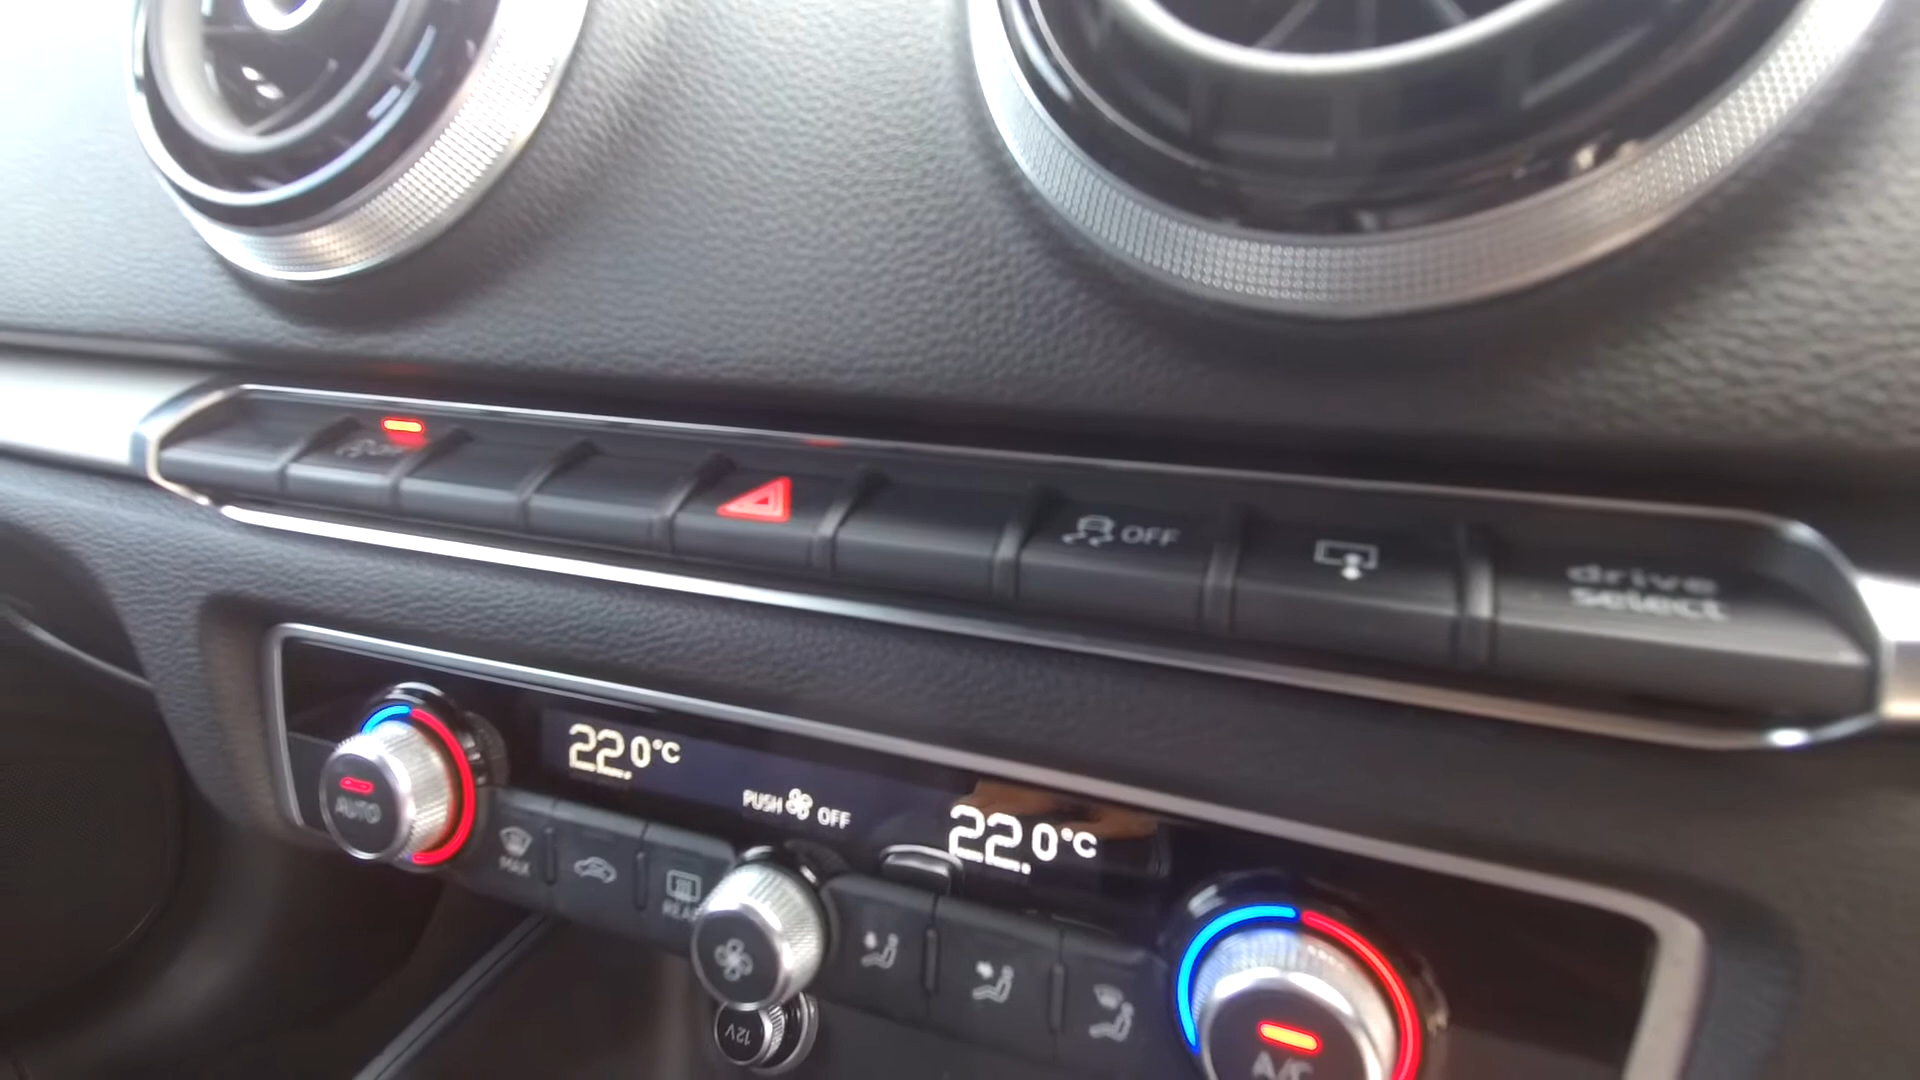 OFF
drive
select
22.0°C
PUSH OFF
22.0°C
AUTO
MAX
REAR
12V
A/C